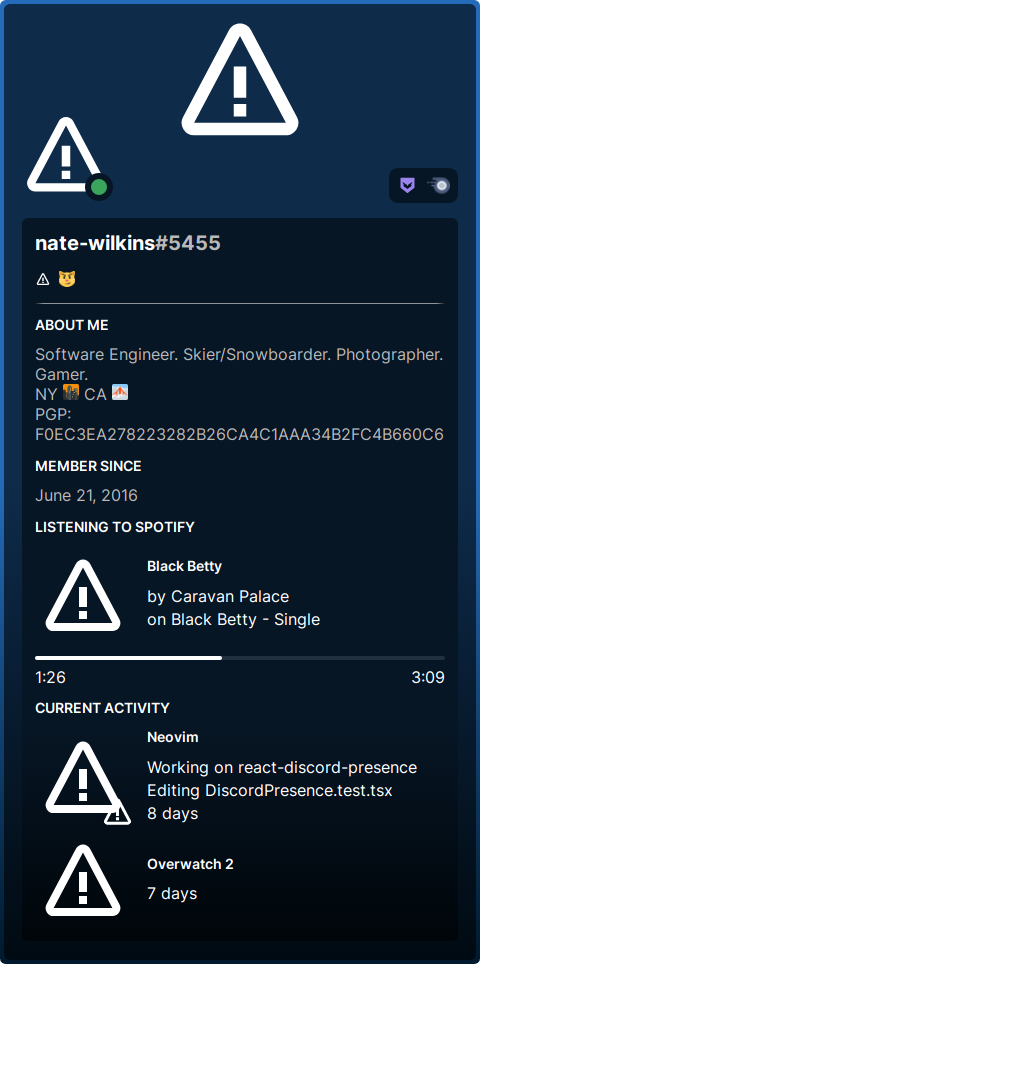 nate-wilkins#5455
ABOUT ME
Software Engineer. Skier/Snowboarder. Photographer.
Gamer.
NY 🌇 CA 🌁
PGP:
F0EC3EA278223282B26CA4C1AAA34B2FC4B660C6
MEMBER SINCE
June 21, 2016
LISTENING TO SPOTIFY
Black Betty
by Caravan Palace
on Black Betty - Single
1:26 3:09
CURRENT ACTIVITY
Neovim
Working on react-discord-presence
Editing DiscordPresence.test.tsx
8 days
Overwatch 2
7 days